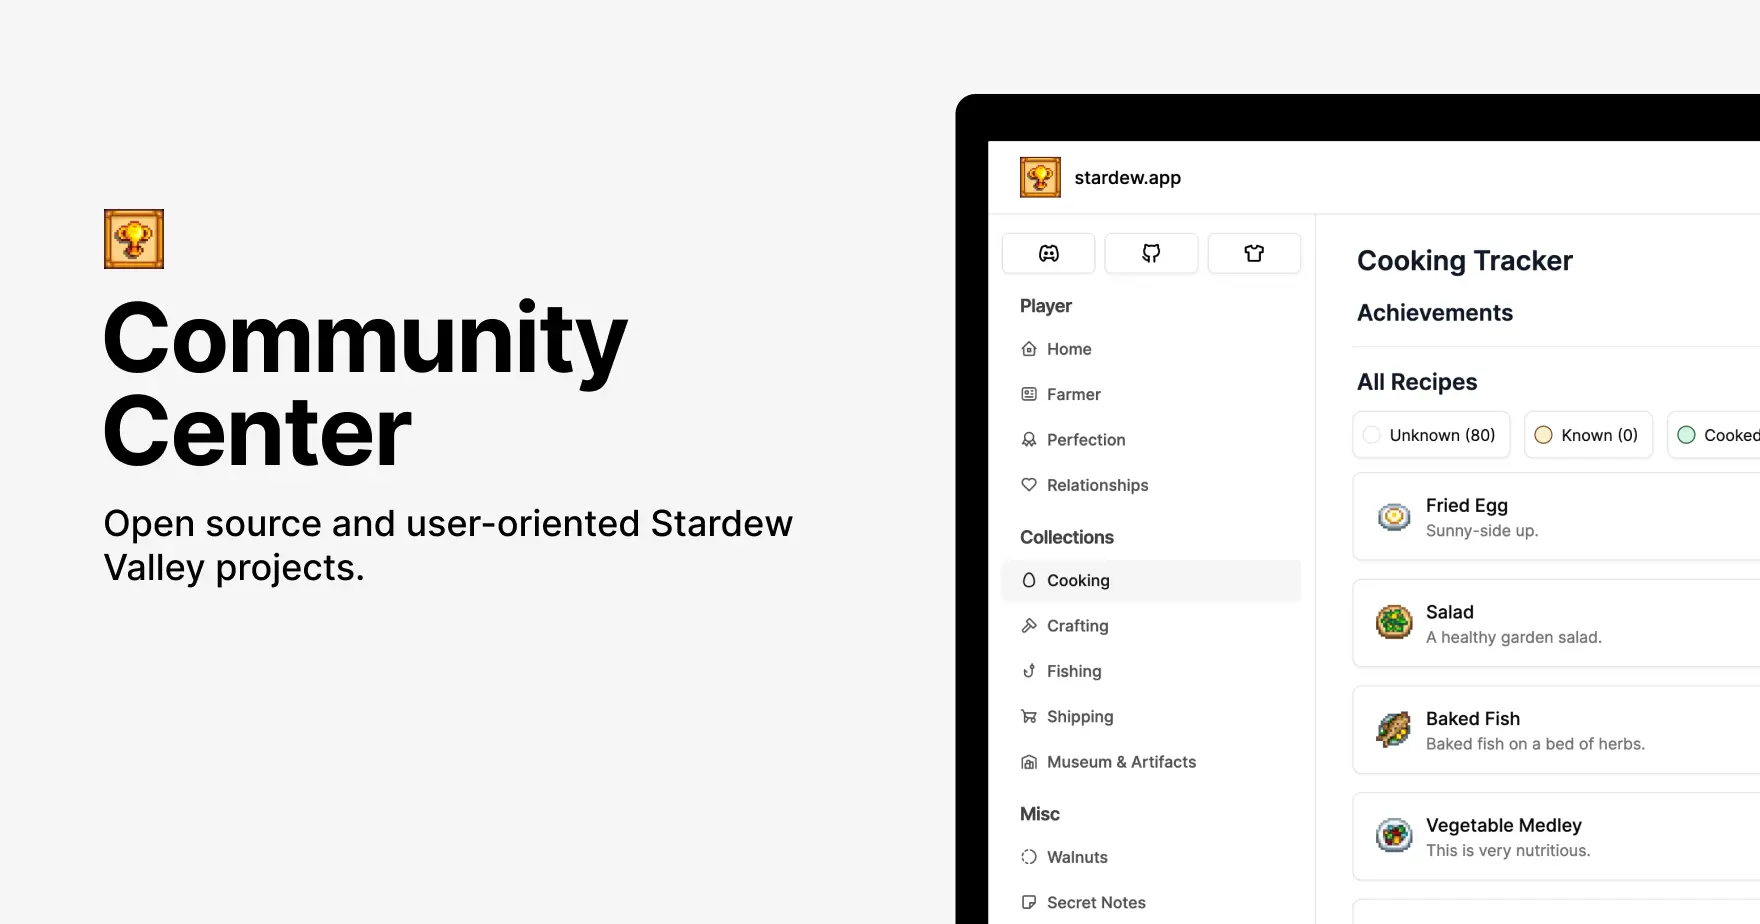 Community
Center
Open source and user-oriented Stardew
Valley projects.
stardew.app
Player
Home
Farmer
Perfection
Relationships
Collections
Cooking
Crafting
Fishing
Shipping
Museum & Artifacts
Misc
Walnuts
Secret Notes
Cooking Tracker
Achievements
All Recipes
Unknown (80)
Known (0)
Cooked
Fried Egg
Sunny-side up.
Salad
A healthy garden salad.
Baked Fish
Baked fish on a bed of herbs.
Vegetable Medley
This is very nutritious.